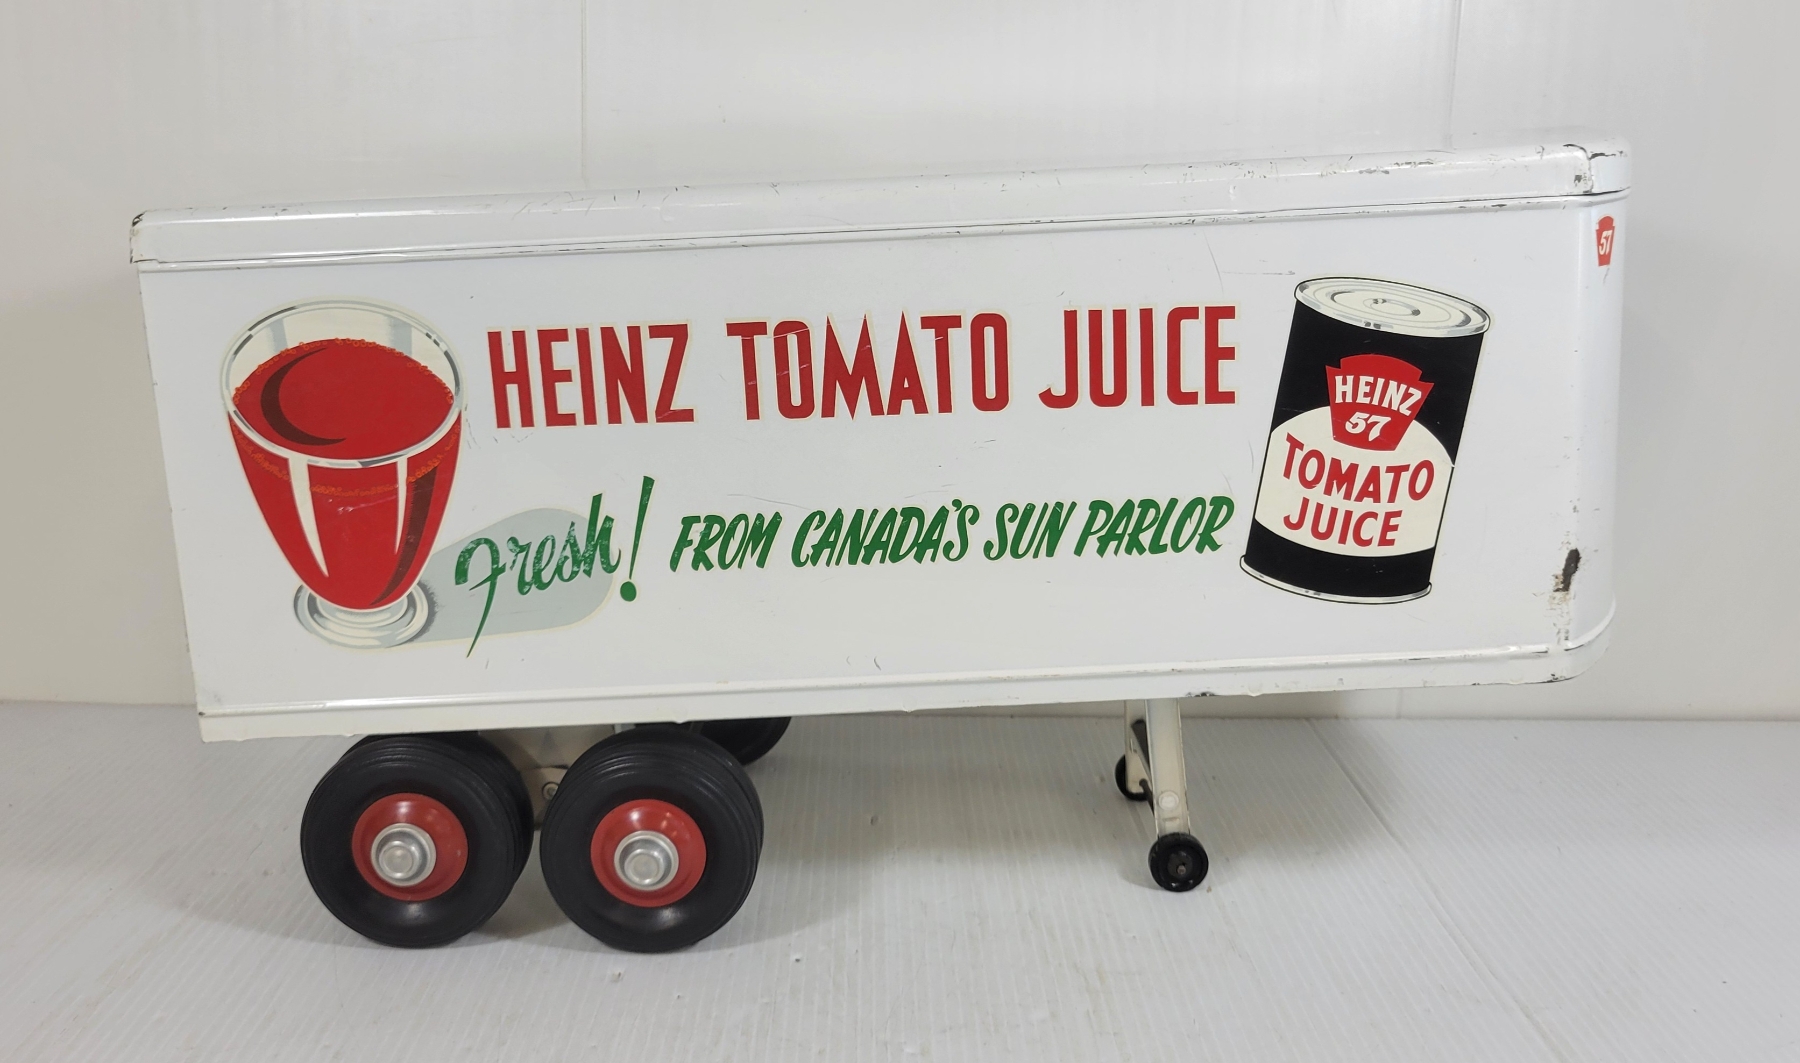 HEINZ TOMATO JUICE
Fresh! FROM CANADA'S SUN PARLOR
HEINZ
57
TOMATO
JUICE
57